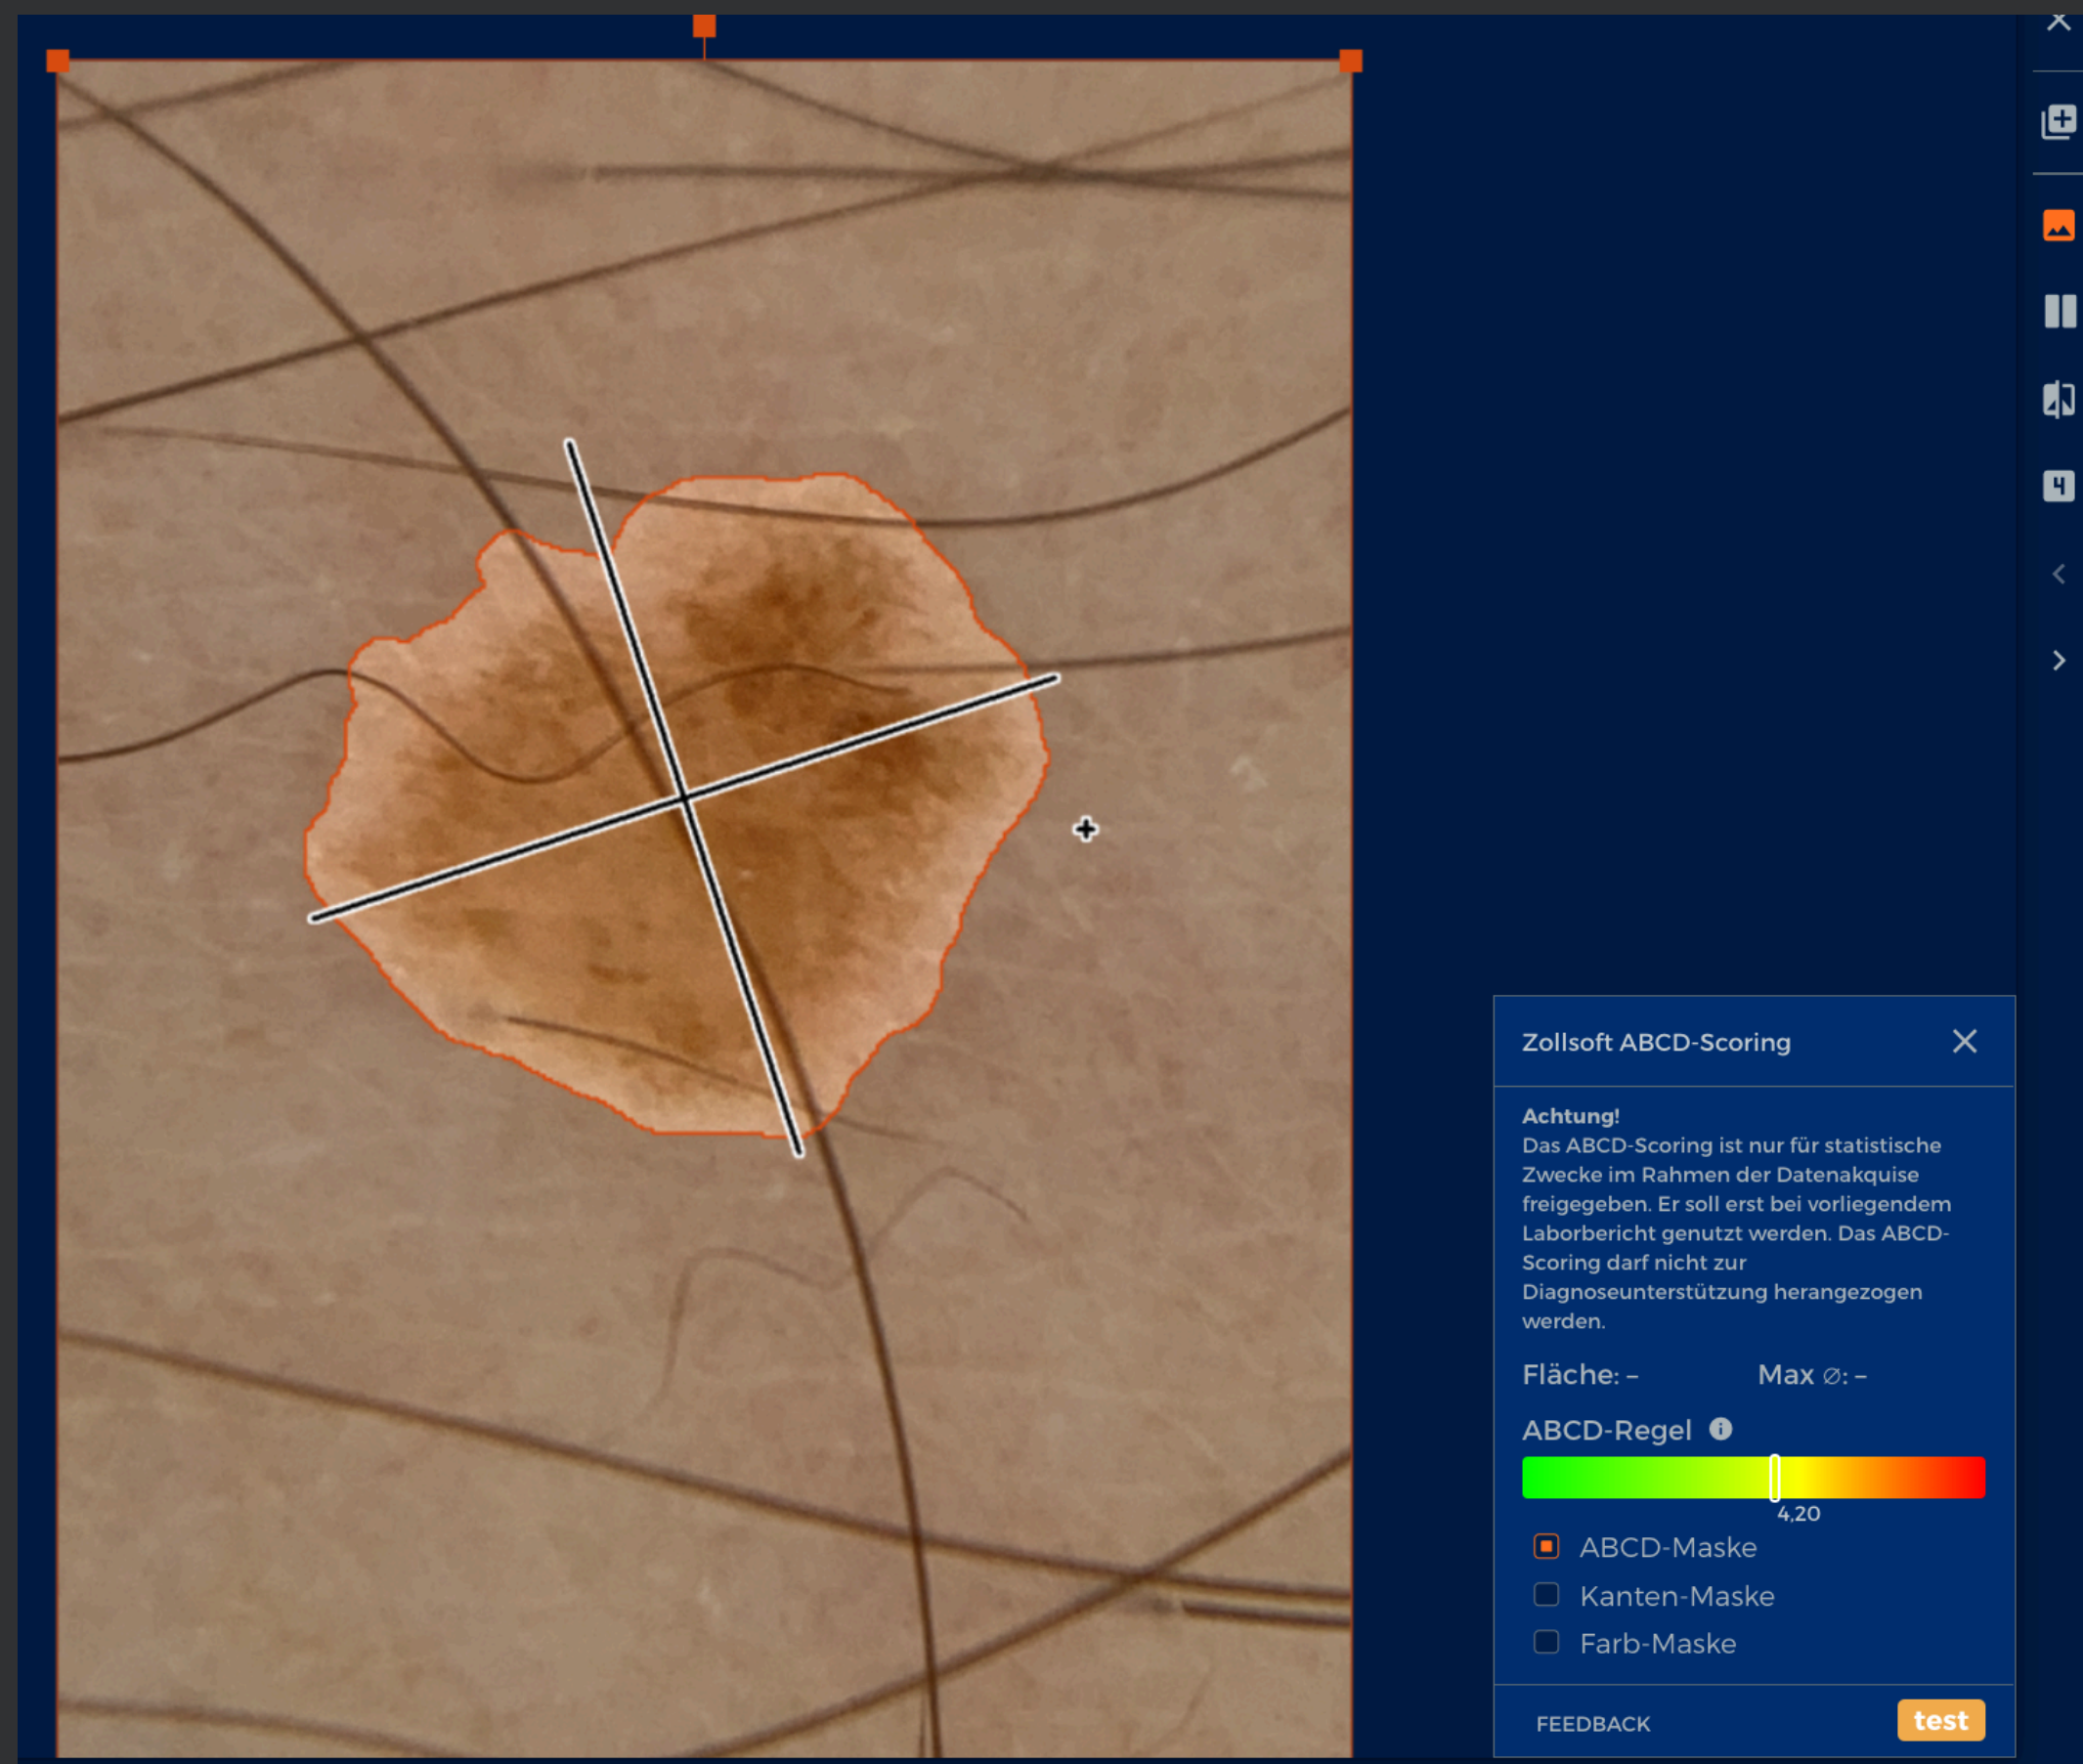 4
Zollsoft ABCD-Scoring
Achtung!
Das ABCD-Scoring ist nur für statistische
Zwecke im Rahmen der Datenakquise
freigegeben. Er soll erst bei vorliegendem
Laborbericht genutzt werden. Das ABCD-
Scoring darf nicht zur
Diagnoseunterstützung herangezogen
werden.
Fläche: – Max ⌀: –
ABCD-Regel
4,20
ABCD-Maske
Kanten-Maske
Farb-Maske
FEEDBACK test